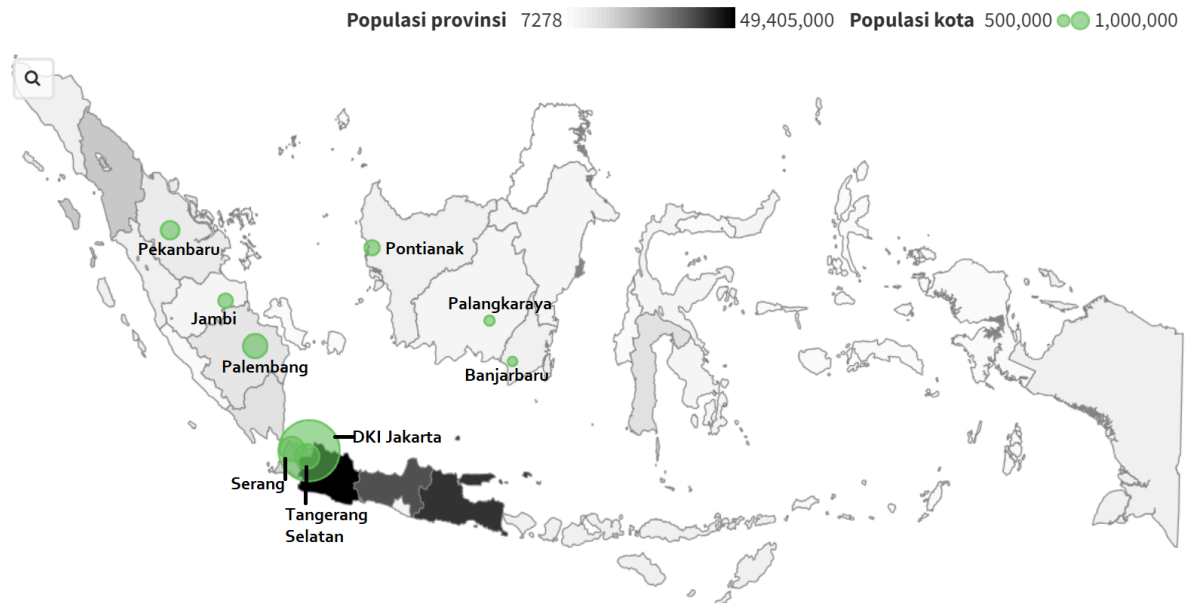 Populasi provinsi 7278 49,405,000 Populasi kota 500,000 1,000,000
Pekanbaru
Pontianak
Palangkaraya
Jambi
Palembang
Banjarbaru
DKI Jakarta
Serang
Tangerang
Selatan